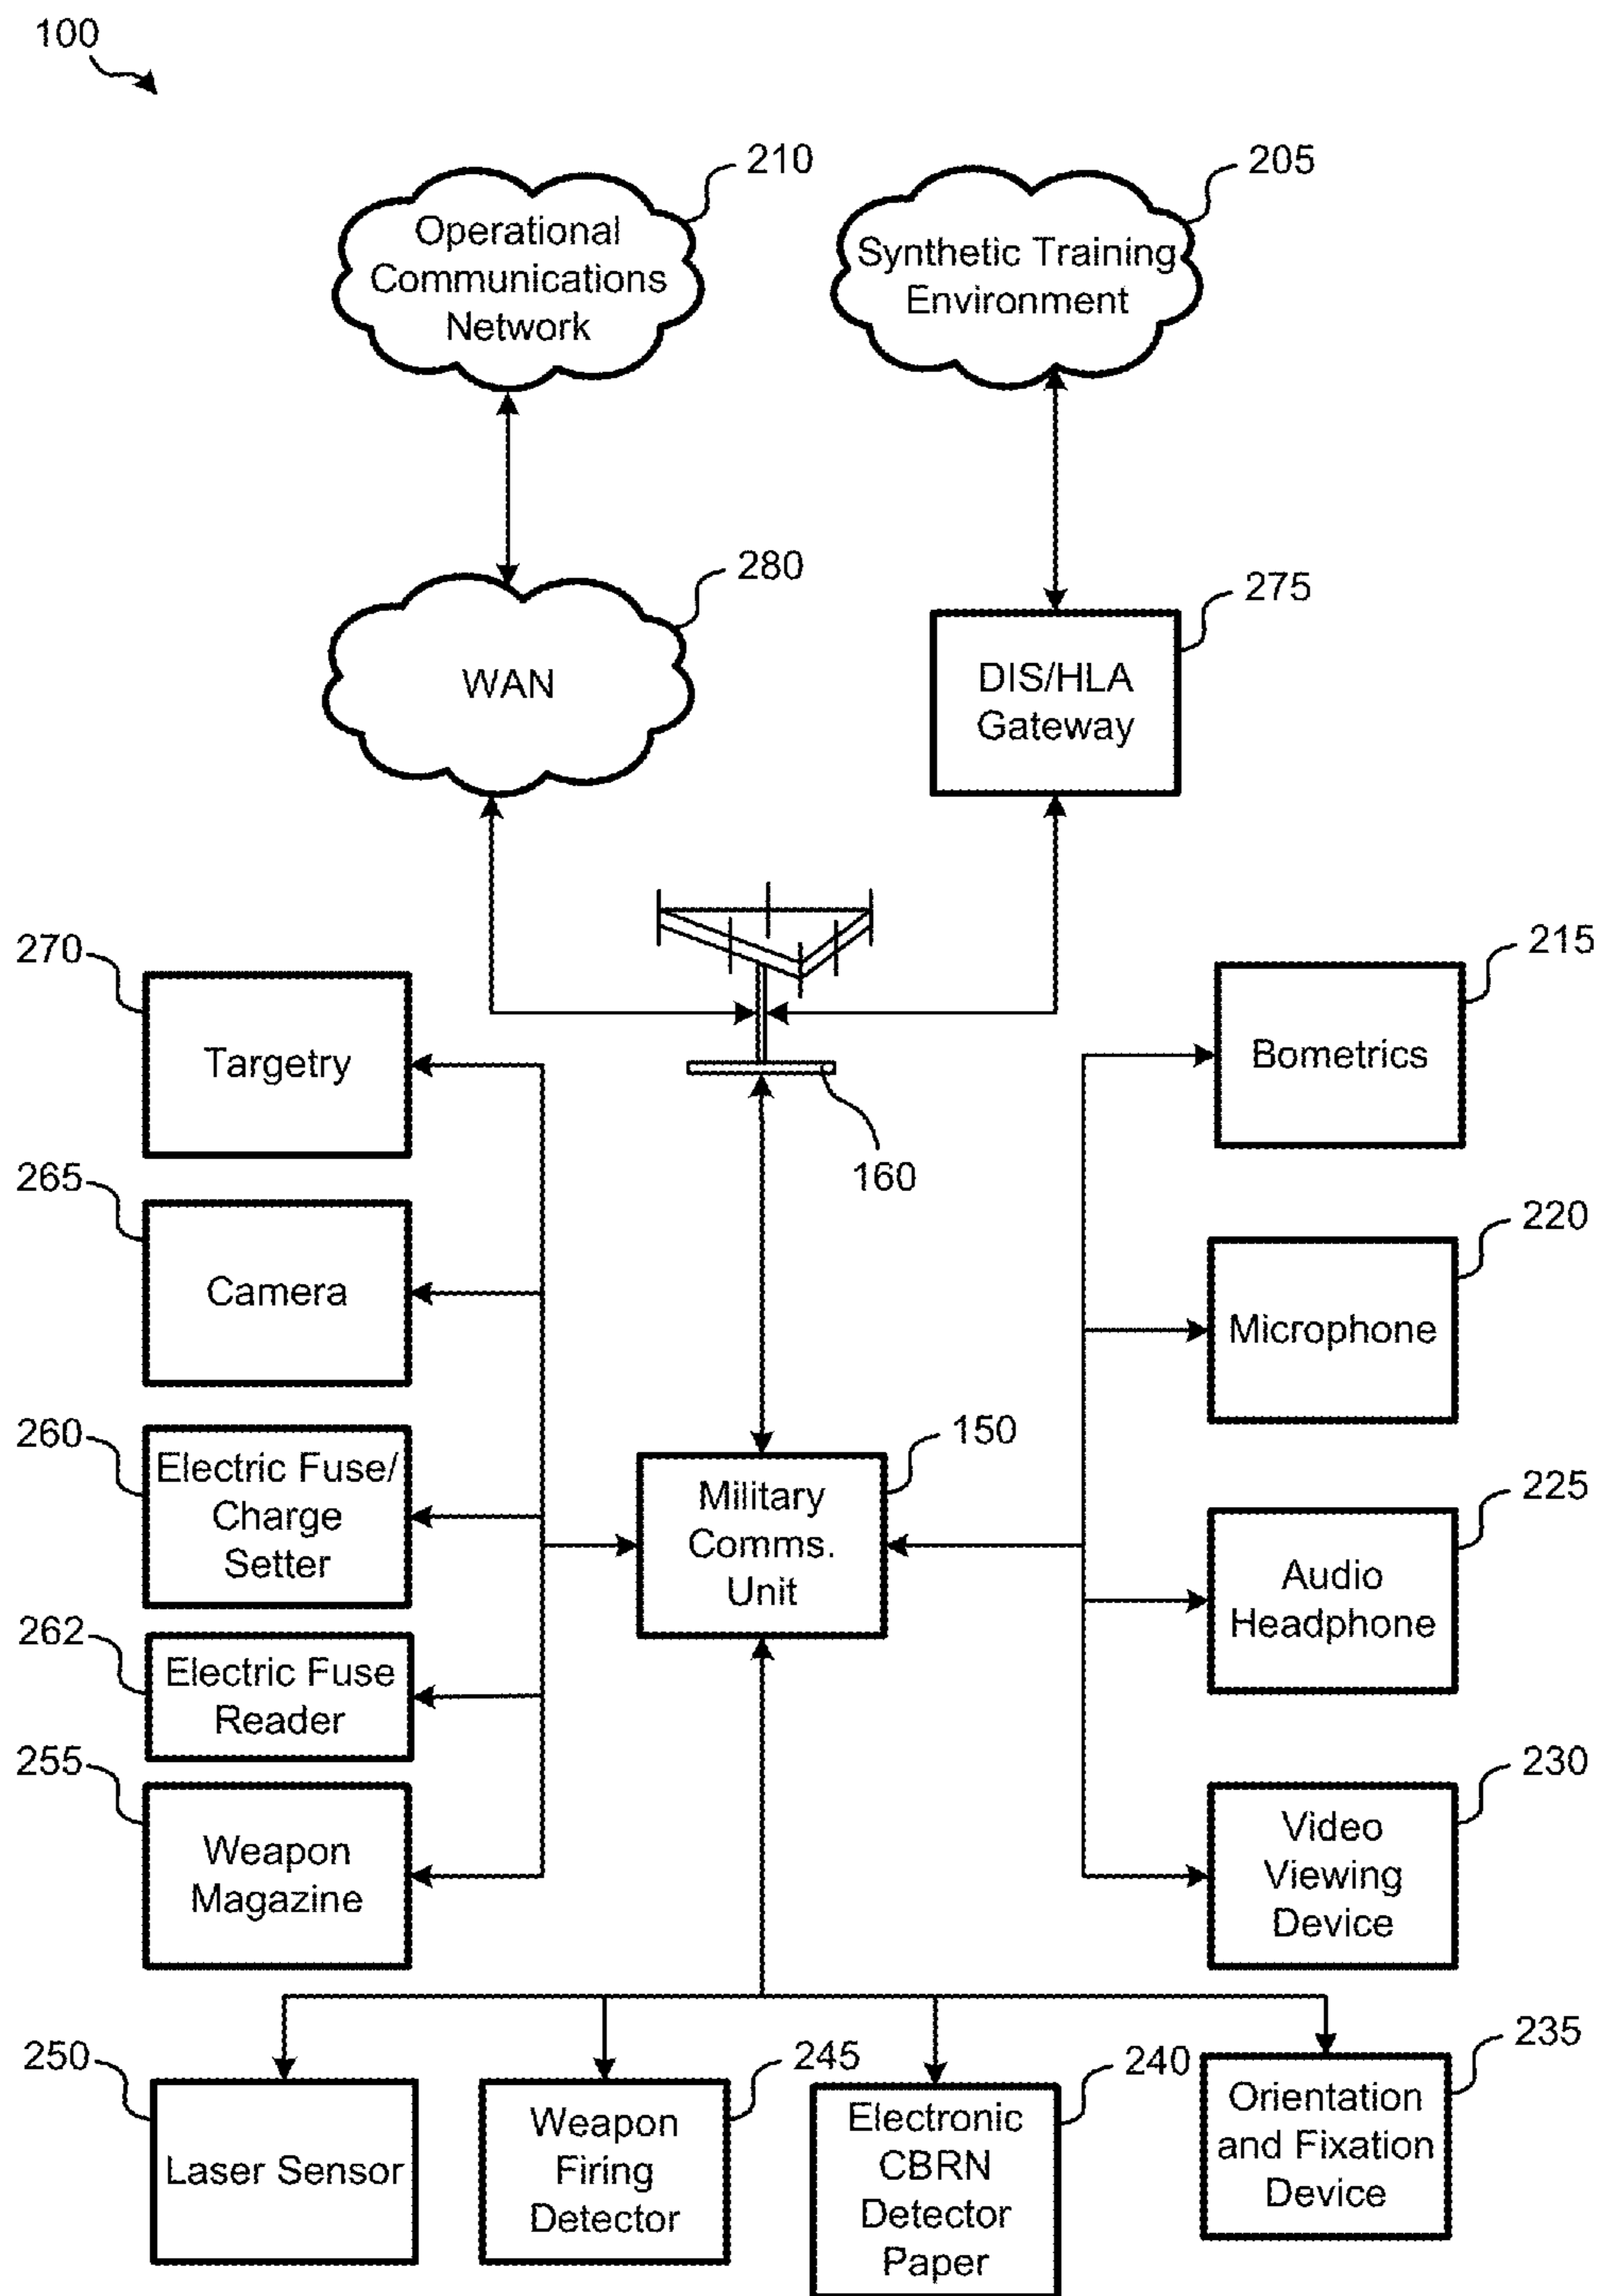 100
210
205
Operational
Communications
Network
Synthetic Training
Environment
280
275
WAN
DIS/HLA
Gateway
270
215
Targetry
Bometrics
160
265
220
Camera
Microphone
260
150
225
Electric Fuse/
Charge
Setter
Military
Comms.
Unit
Audio
Headphone
262
Electric Fuse
Reader
255
230
Weapon
Magazine
Video
Viewing
Device
250
245
240
235
Laser Sensor
Weapon
Firing
Detector
Electronic
CBRN
Detector
Paper
Orientation
and Fixation
Device